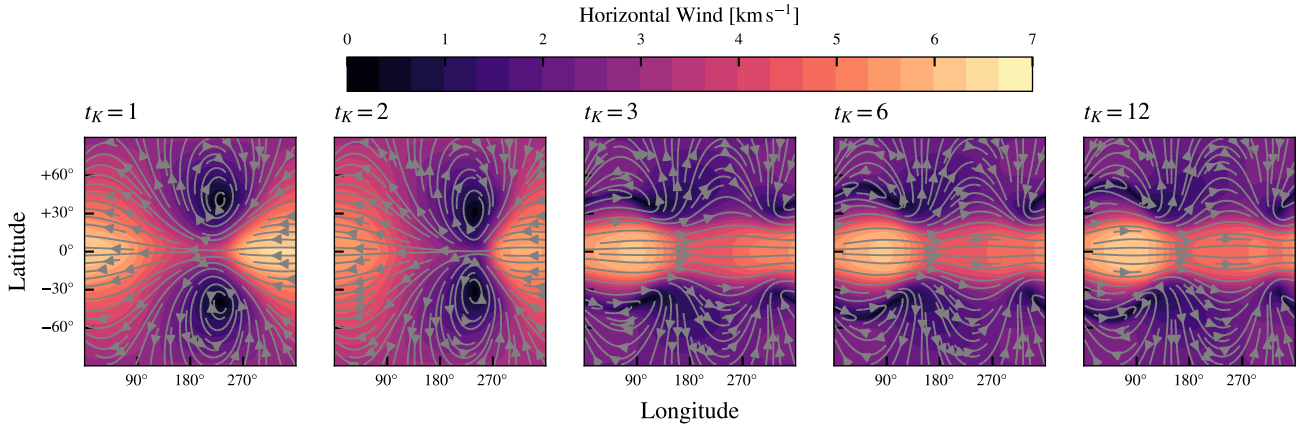 Horizontal Wind [km s⁻¹]
0 1 2 3 4 5 6 7
t_K = 1 t_K = 2 t_K = 3 t_K = 6 t_K = 12
Latitude
+60°
+30°
0°
−30°
−60°
90° 180° 270° 90° 180° 270° 90° 180° 270° 90° 180° 270° 90° 180° 270°
Longitude